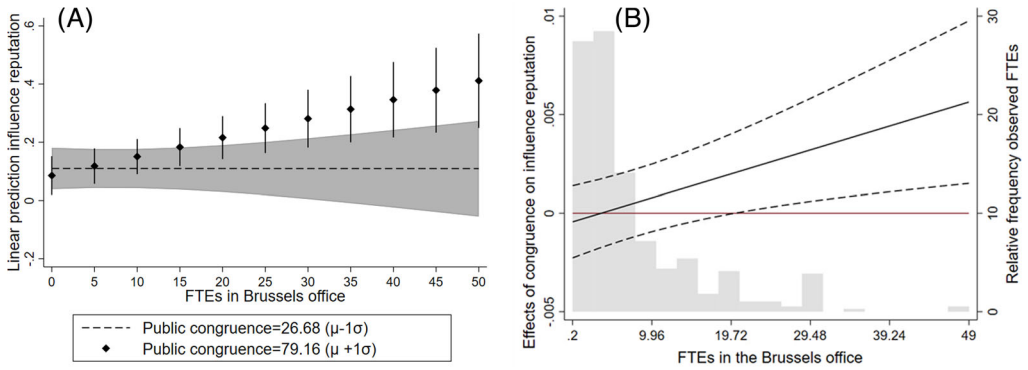 (A)
Linear prediction influence reputation
.6
.4
.2
0
-.2
0 5 10 15 20 25 30 35 40 45 50
FTEs in Brussels office
Public congruence=26.68 (μ-1σ)
Public congruence=79.16 (μ +1σ)
(B)
Effects of congruence on influence reputation
.01
.005
0
-.005
30
20
10
0
Relative frequency observed FTEs
.2 9.96 19.72 29.48 39.24 49
FTEs in the Brussels office